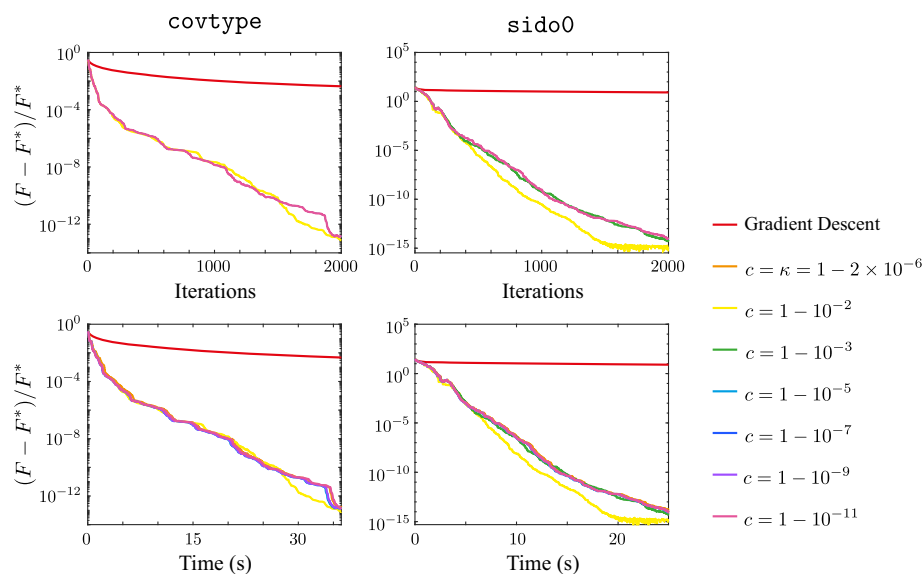 covtype
sido0
(F − F*)/F*
10^0
10^-4
10^-8
10^-12
0
1000
2000
Iterations
10^5
10^0
10^-5
10^-10
10^-15
0
1000
2000
Iterations
(F − F*)/F*
10^0
10^-4
10^-8
10^-12
0
15
30
Time (s)
10^5
10^0
10^-5
10^-10
10^-15
0
10
20
Time (s)
Gradient Descent
c = κ = 1 − 2 × 10^-6
c = 1 − 10^-2
c = 1 − 10^-3
c = 1 − 10^-5
c = 1 − 10^-7
c = 1 − 10^-9
c = 1 − 10^-11